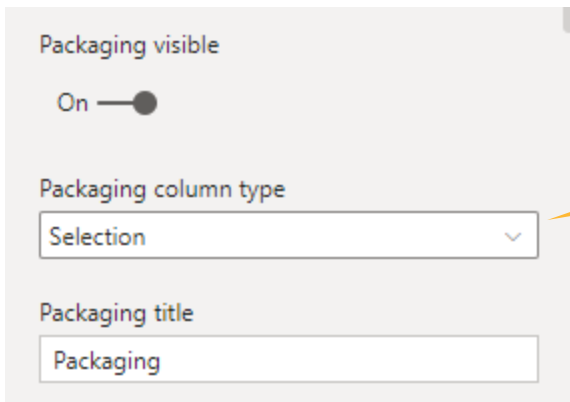 Packaging visible
On
Packaging column type
Selection
Packaging title
Packaging